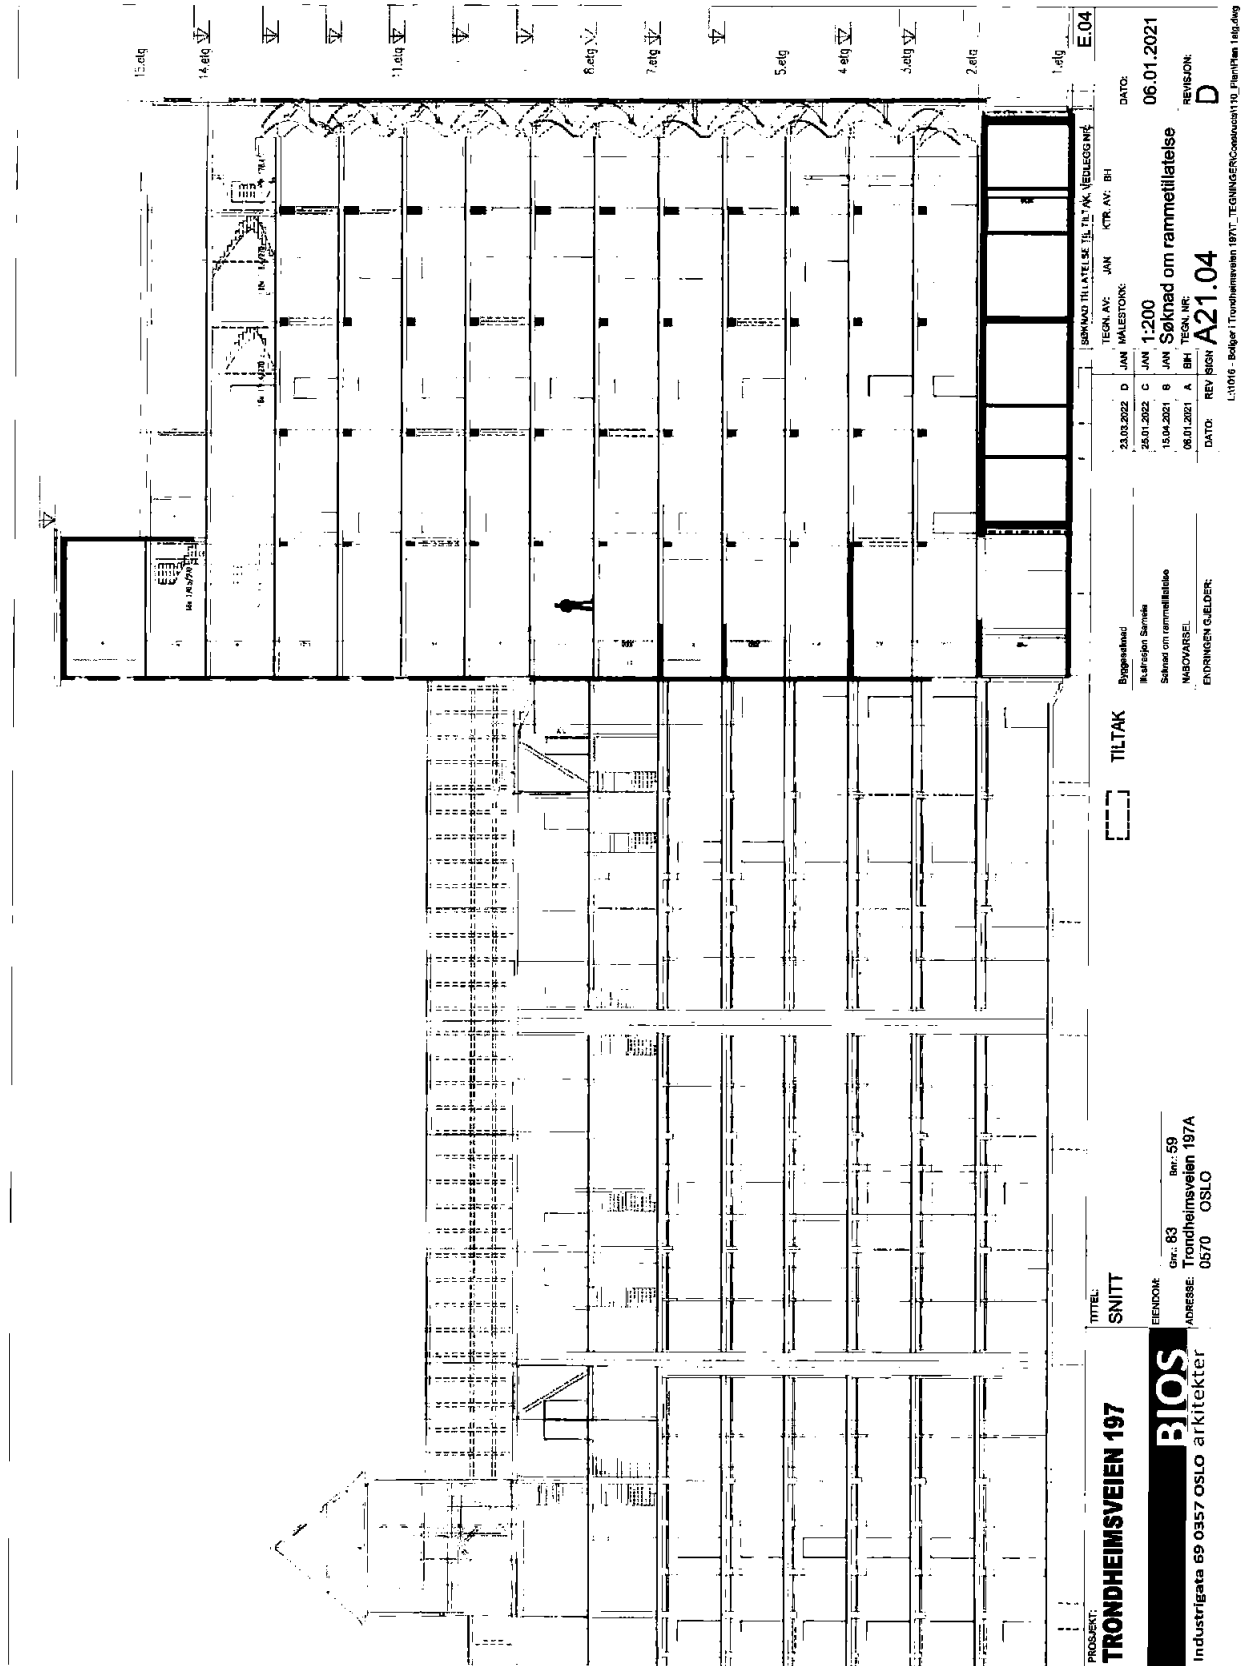 15.etg
14.etg
11.etg
8.etg
7.etg
5.etg
4 etg
3.etg
2.etg
1.etg
PROSJEKT:
TRONDHEIMSVEIEN 197
BIOS
Industrigata 69 0357 OSLO arkitekter
TITTEL:
SNITT
EIENDOM:
Gnr.: 83 Bnr.: 59
ADRESSE: Trondheimsveien 197A
0570 OSLO
TILTAK
Byggesøknad
Illustrasjon Sameie
Søknad om rammetillatelse
NABOVARSEL
ENDRINGEN GJELDER:
23.03.2022 D JAN
25.01.2022 C JAN
15.04.2021 B JAN
06.01.2021 A BIH
DATO: REV SIGN
SØKNAD TILLATELSE TIL TILTAK, VEDLEGG NR:
E.04
TEGN. AV: JAN KTR. AV: BH
MÅLESTOKK:
1:200
Søknad om rammetillatelse
TEGN. NR:
A21.04
DATO:
06.01.2021
REVISJON:
D